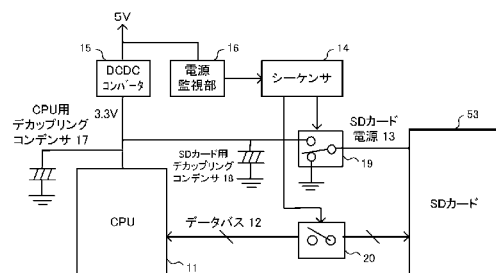 5V
15
DCDC
コンバータ
16
電源
監視部
14
シーケンサ
3.3V
CPU用
デカップリング
コンデンサ 17
SDカード用
デカップリング
コンデンサ 18
SDカード
電源 13
19
53
SDカード
CPU
11
データバス 12
20